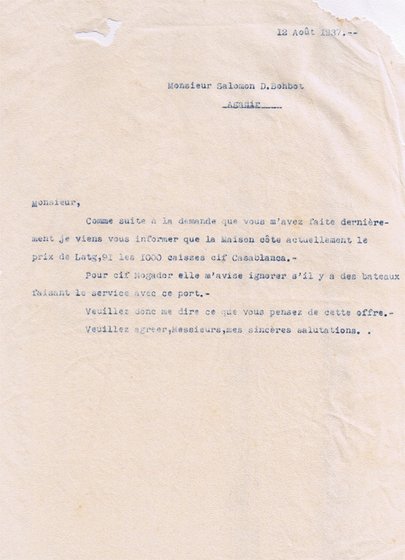 12 Août 1937.--
Monsieur Salomon D.Bohbot
Agadir
Monsieur,
Comme suite à la demande que vous m'avez faite dernière-
ment je viens vous informer que la Maison côte actuellement le
prix de Lstg,91 les 1000 caisses cif Casablanca.-
Pour cif Mogador elle m'avise ignorer s'il y a des bateaux
faisant le service avec ce port.-
Veuillez donc me dire ce que vous pensez de cette offre.-
Veuillez agréer,Messieurs,mes sincères salutations. .